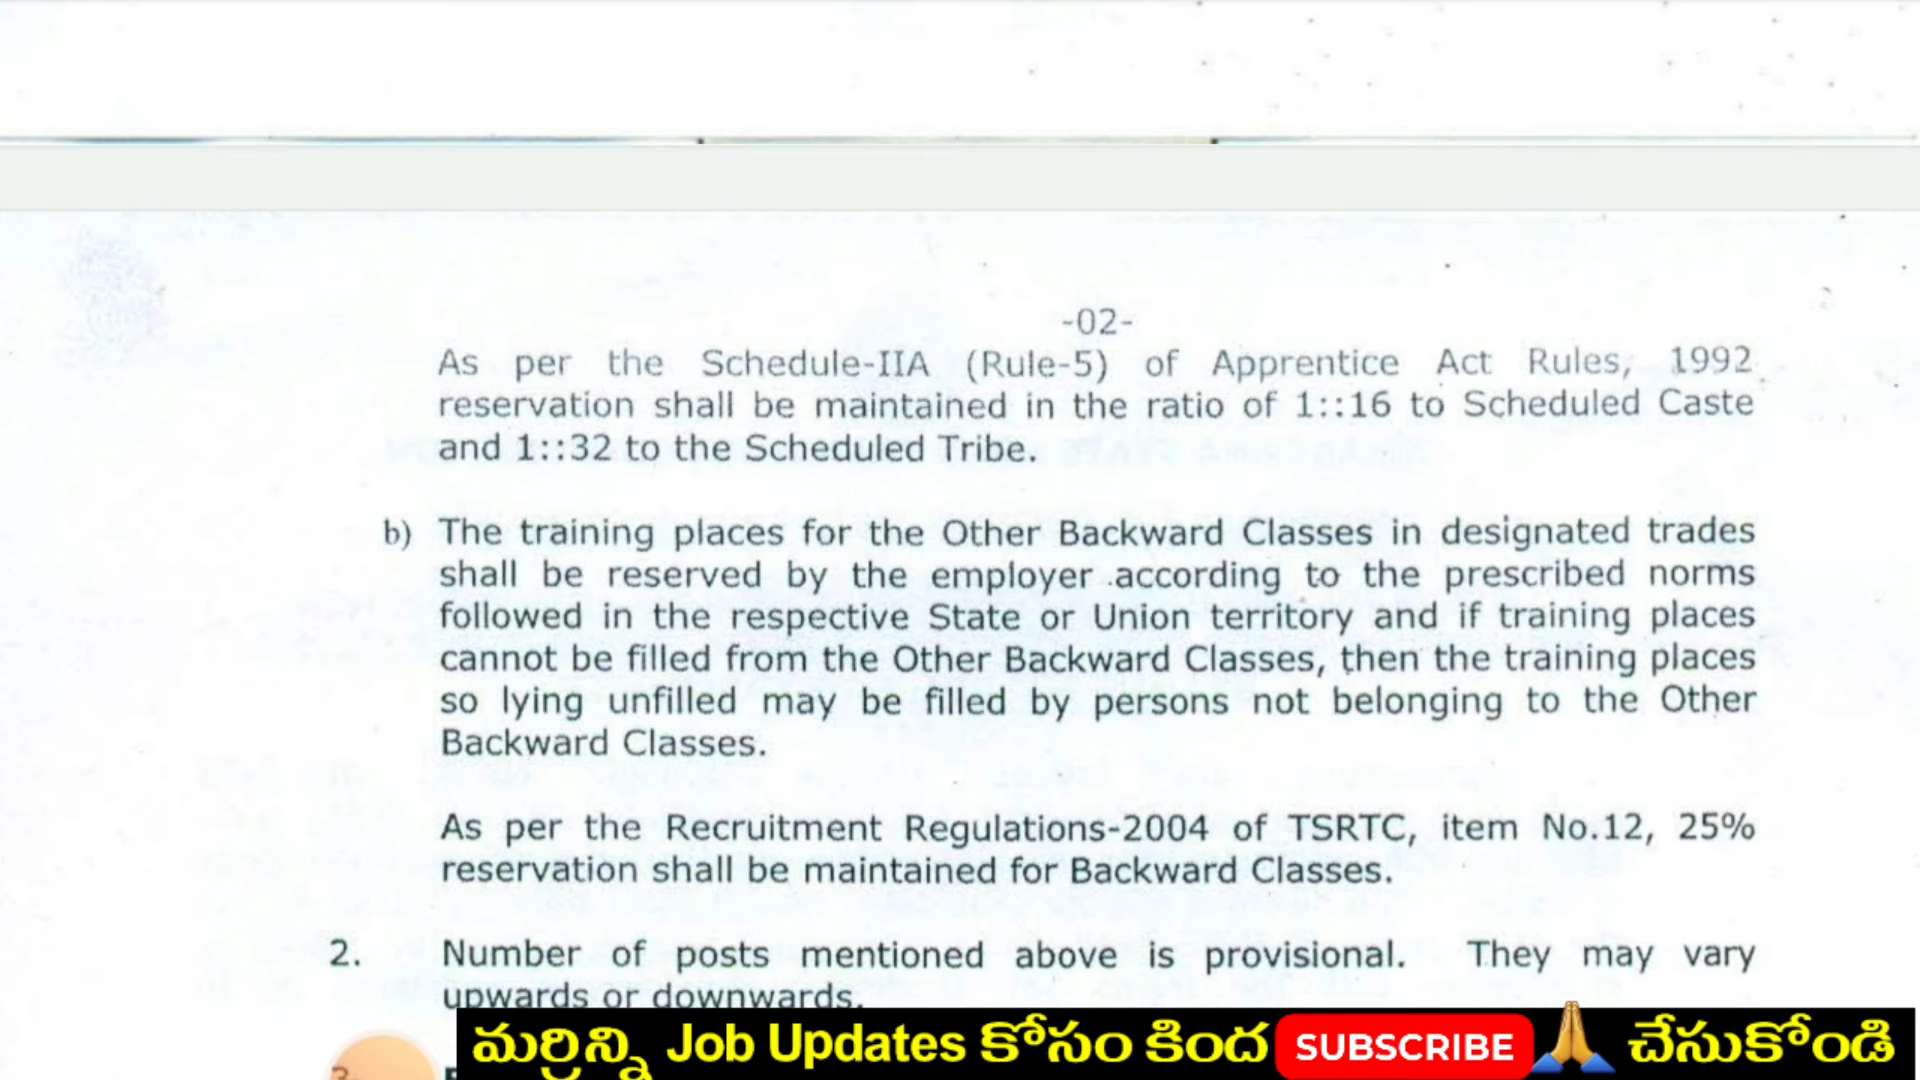 -02-
As per the Schedule-IIA (Rule-5) of Apprentice Act Rules, 1992
reservation shall be maintained in the ratio of 1::16 to Scheduled Caste
and 1::32 to the Scheduled Tribe.
b) The training places for the Other Backward Classes in designated trades
shall be reserved by the employer according to the prescribed norms
followed in the respective State or Union territory and if training places
cannot be filled from the Other Backward Classes, then the training places
so lying unfilled may be filled by persons not belonging to the Other
Backward Classes.
As per the Recruitment Regulations-2004 of TSRTC, item No.12, 25%
reservation shall be maintained for Backward Classes.
2. Number of posts mentioned above is provisional. They may vary
upwards or downwards.
3.
మర్రిన్ని Job Updates కోసం కింద SUBSCRIBE 🙏 చేసుకోండి